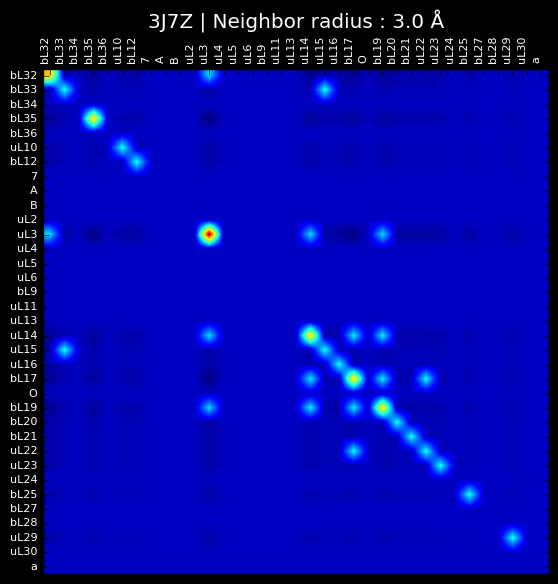 3J7Z | Neighbor radius : 3.0 Å
bL32 bL33 bL34 bL35 bL36 uL10 bL12 7 A B uL2 uL3 uL4 uL5 uL6 bL9 uL11 uL13 uL14 uL15 uL16 bL17 O bL19 bL20 bL21 uL22 uL23 uL24 bL25 bL27 bL28 uL29 uL30 a
bL32
bL33
bL34
bL35
bL36
uL10
bL12
7
A
B
uL2
uL3
uL4
uL5
uL6
bL9
uL11
uL13
uL14
uL15
uL16
bL17
O
bL19
bL20
bL21
uL22
uL23
uL24
bL25
bL27
bL28
uL29
uL30
a